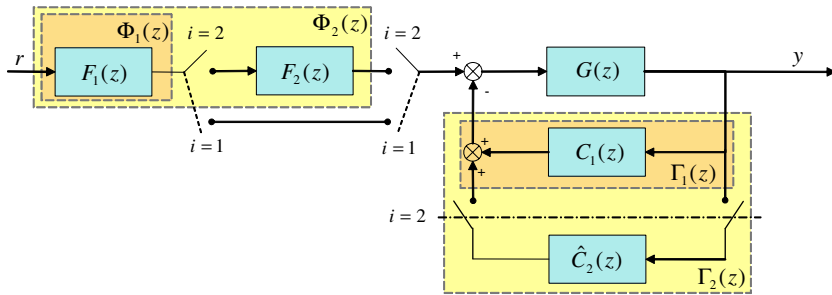 Φ₁(z)
i = 2
Φ₂(z)
i = 2
r
F₁(z)
F₂(z)
+
-
G(z)
y
i = 1
i = 1
+
+
C₁(z)
Γ₁(z)
i = 2
Ĉ₂(z)
Γ₂(z)